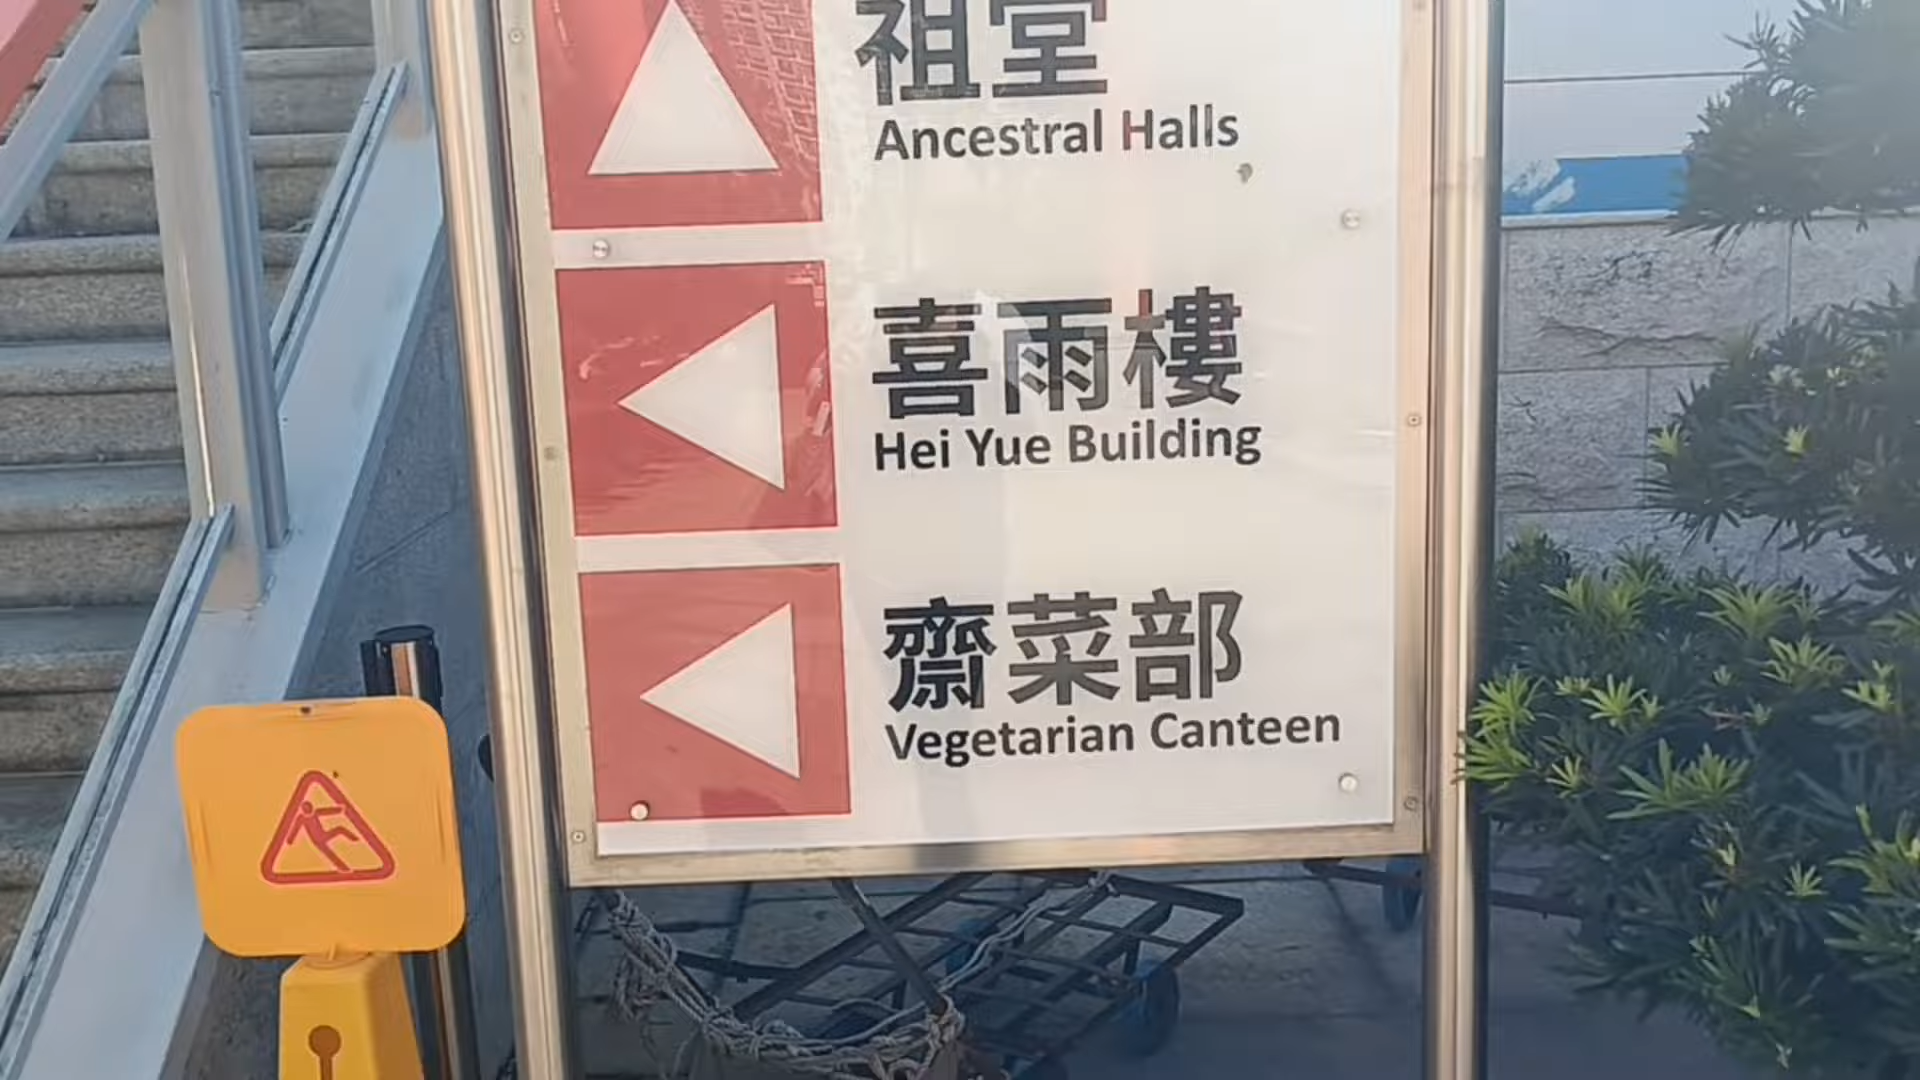 祖堂
Ancestral Halls
喜雨樓
Hei Yue Building
齋菜部
Vegetarian Canteen